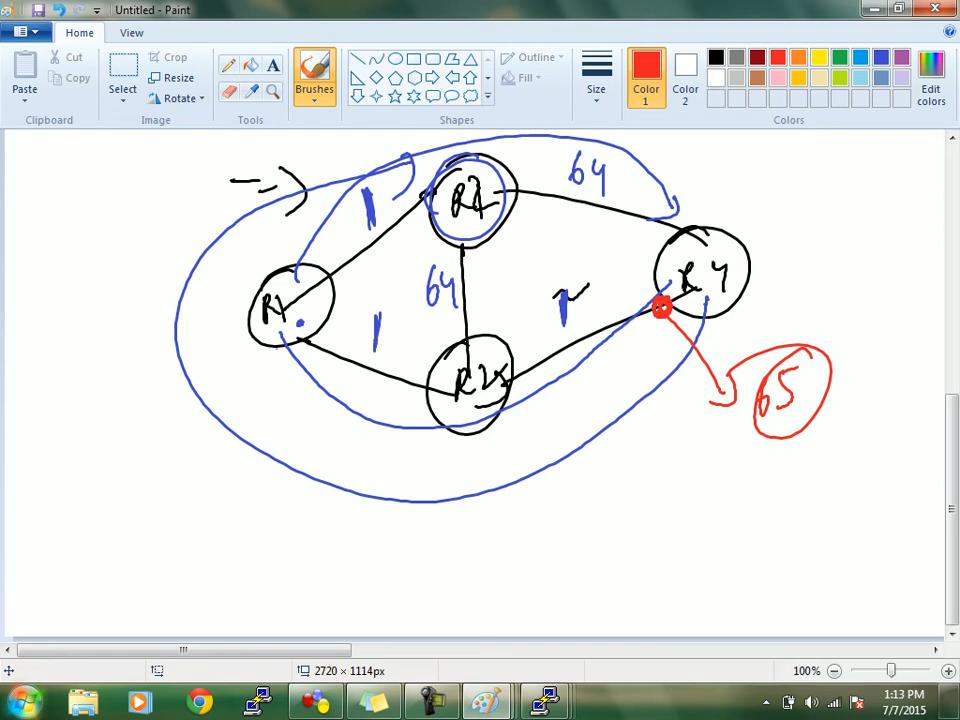 Untitled - Paint
Home
View
Paste
Cut
Copy
Clipboard
Select
Crop
Resize
Rotate
Image
Tools
Brushes
Shapes
Outline
Fill
Size
Color 1
Color 2
Edit colors
Colors
64
1
R1
64
1
1
R4
65
2720 × 1114px
100%
1:13 PM
7/7/2015